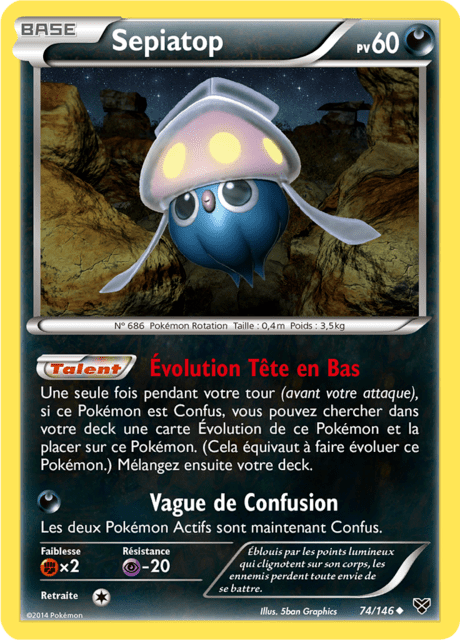 BASE
Sepiatop
PV60
N° 686 Pokémon Rotation Taille : 0,4m Poids : 3,5kg
Talent Évolution Tête en Bas
Une seule fois pendant votre tour (avant votre attaque),
si ce Pokémon est Confus, vous pouvez chercher dans
votre deck une carte Évolution de ce Pokémon et la
placer sur ce Pokémon. (Cela équivaut à faire évoluer ce
Pokémon.) Mélangez ensuite votre deck.
Vague de Confusion
Les deux Pokémon Actifs sont maintenant Confus.
Faiblesse
×2
Résistance
-20
Retraite
Éblouis par les points lumineux
qui clignotent sur son corps, les
ennemis perdent toute envie de
se battre.
Illus. 5ban Graphics
74/146
©2014 Pokémon